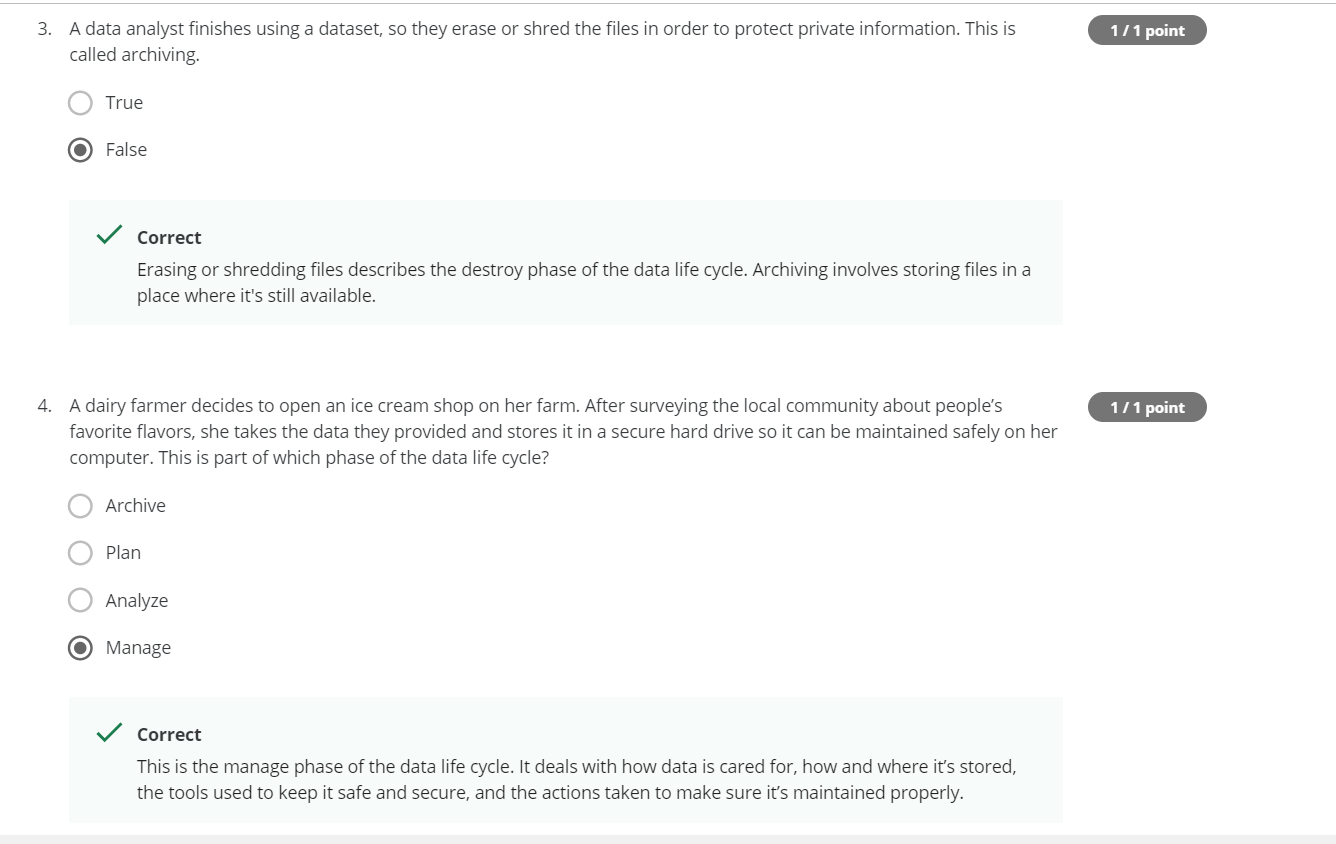 3. A data analyst finishes using a dataset, so they erase or shred the files in order to protect private information. This is
called archiving.
1 / 1 point
True
False
Correct
Erasing or shredding files describes the destroy phase of the data life cycle. Archiving involves storing files in a
place where it's still available.
4. A dairy farmer decides to open an ice cream shop on her farm. After surveying the local community about people’s
favorite flavors, she takes the data they provided and stores it in a secure hard drive so it can be maintained safely on her
computer. This is part of which phase of the data life cycle?
1 / 1 point
Archive
Plan
Analyze
Manage
Correct
This is the manage phase of the data life cycle. It deals with how data is cared for, how and where it’s stored,
the tools used to keep it safe and secure, and the actions taken to make sure it’s maintained properly.